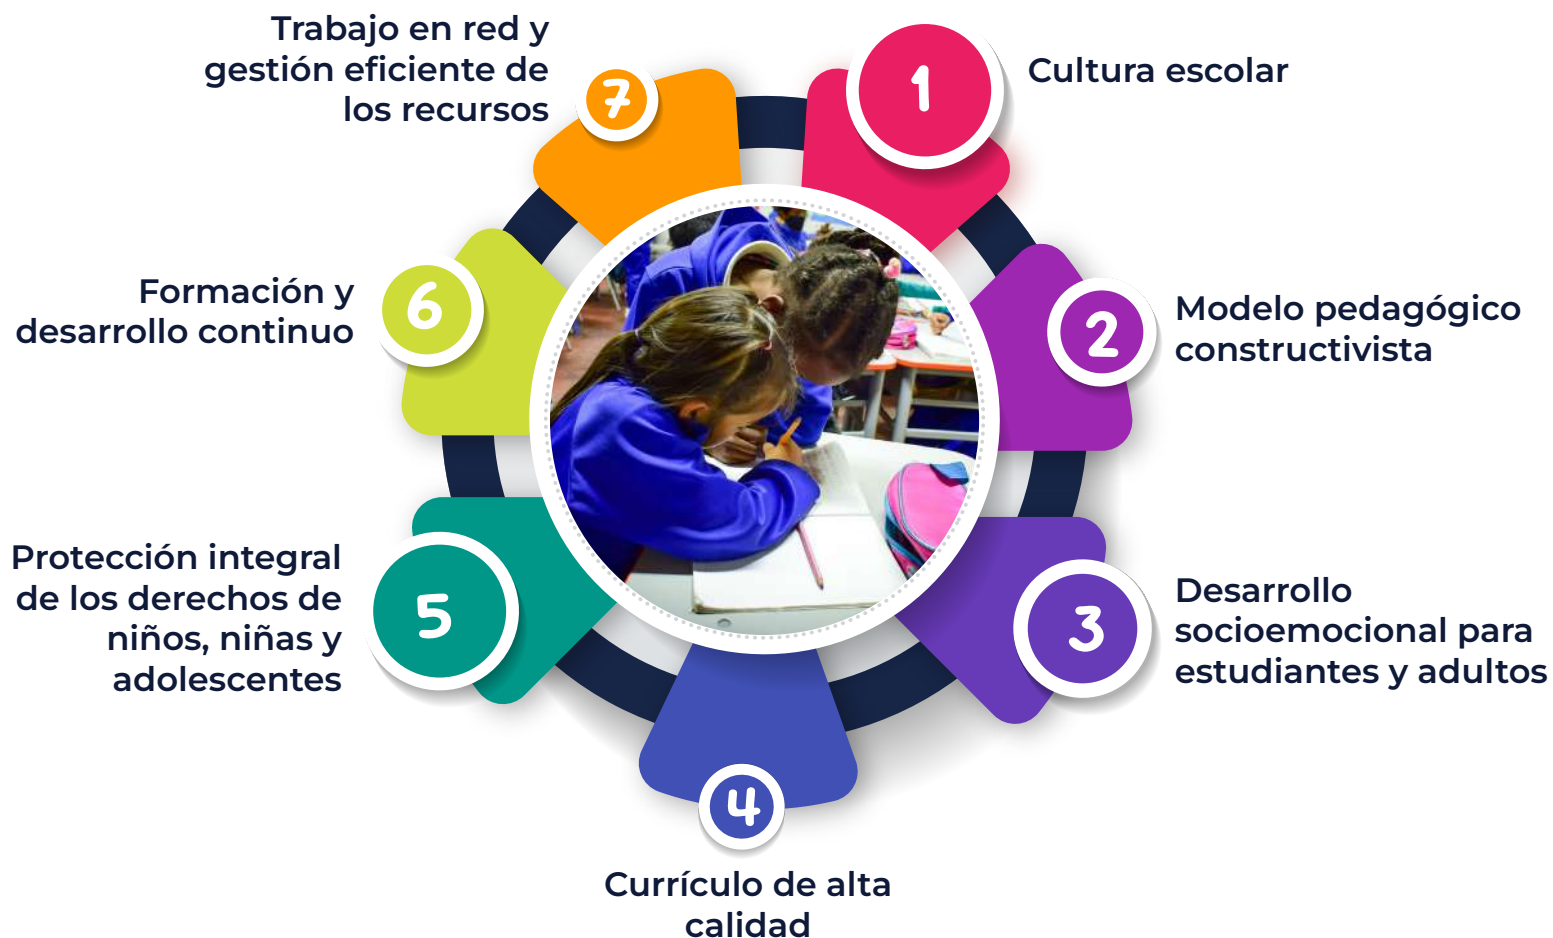 1
Cultura escolar
2
Modelo pedagógico
constructivista
3
Desarrollo
socioemocional para
estudiantes y adultos
4
Currículo de alta
calidad
5
Protección integral
de los derechos de
niños, niñas y
adolescentes
6
Formación y
desarrollo continuo
7
Trabajo en red y
gestión eficiente de
los recursos